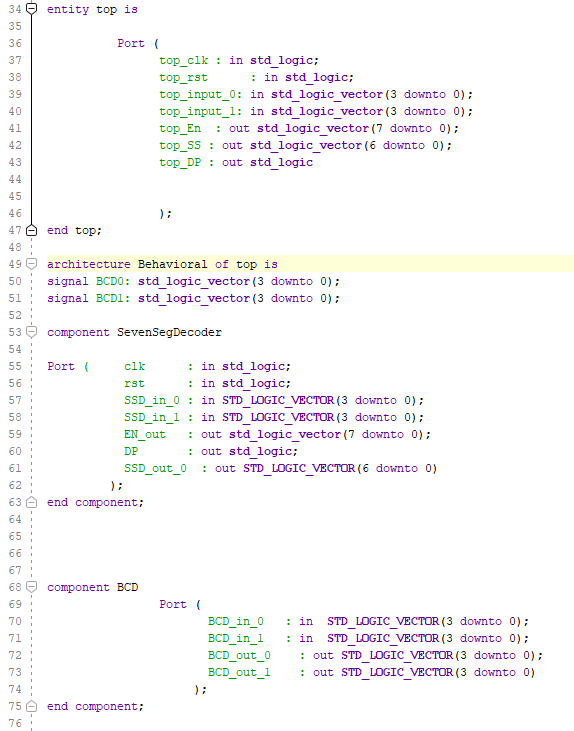 34 entity top is
35
36 Port (
37 top_clk : in std_logic;
38 top_rst : in std_logic;
39 top_input_0: in std_logic_vector(3 downto 0);
40 top_input_1: in std_logic_vector(3 downto 0);
41 top_En : out std_logic_vector(7 downto 0);
42 top_SS : out std_logic_vector(6 downto 0);
43 top_DP : out std_logic
44
45
46 );
47 end top;
48
49 architecture Behavioral of top is
50 signal BCD0: std_logic_vector(3 downto 0);
51 signal BCD1: std_logic_vector(3 downto 0);
52
53 component SevenSegDecoder
54
55 Port ( clk : in std_logic;
56 rst : in std_logic;
57 SSD_in_0 : in STD_LOGIC_VECTOR(3 downto 0);
58 SSD_in_1 : in STD_LOGIC_VECTOR(3 downto 0);
59 EN_out : out std_logic_vector(7 downto 0);
60 DP : out std_logic;
61 SSD_out_0 : out STD_LOGIC_VECTOR(6 downto 0)
62 );
63 end component;
64
65
66
67
68 component BCD
69 Port (
70 BCD_in_0 : in STD_LOGIC_VECTOR(3 downto 0);
71 BCD_in_1 : in STD_LOGIC_VECTOR(3 downto 0);
72 BCD_out_0 : out STD_LOGIC_VECTOR(3 downto 0);
73 BCD_out_1 : out STD_LOGIC_VECTOR(3 downto 0)
74 );
75 end component;
76